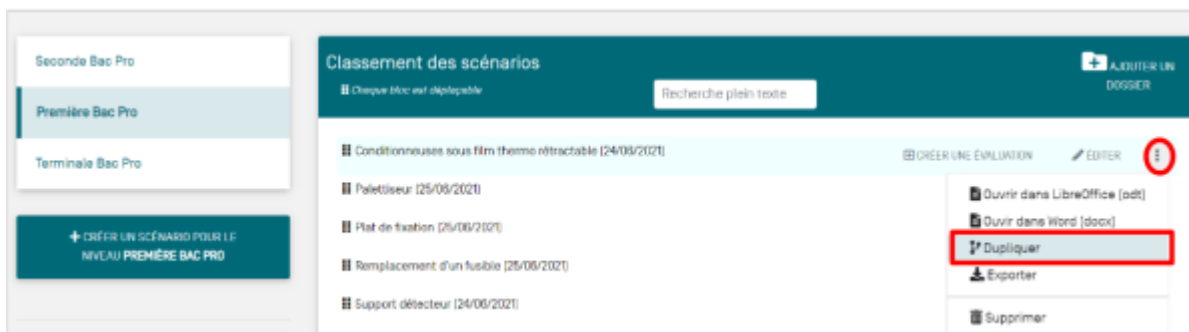 Seconde Bac Pro
Première Bac Pro
Terminale Bac Pro
+ CRÉER UN SCÉNARIO POUR LE
NIVEAU PREMIÈRE BAC PRO
Classement des scénarios
Chaque bloc est déplaçable
Recherche plein texte
AJOUTER UN
DOSSIER
Conditionneuses sous film thermo rétractable (24/06/2021)
CRÉER UNE ÉVALUATION
EDITER
Palettiseur (25/06/2021)
Plat de fixation (25/06/2021)
Remplacement d'un fusible (25/06/2021)
Support détecteur (24/06/2021)
Ouvrir dans LibreOffice (odt)
Ouvir dans Word (docx)
Dupliquer
Exporter
Supprimer